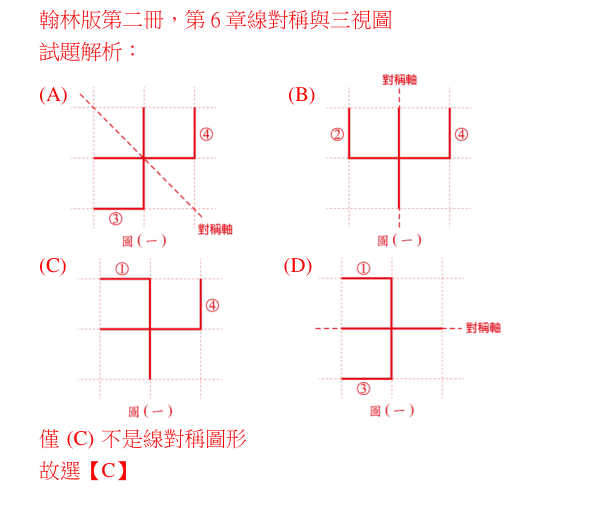 翰林版第二冊，第 6 章線對稱與三視圖
試題解析：
(A)
④
③
對稱軸
圖 (一)
(B)
對稱軸
②
④
圖 (一)
(C)
①
④
圖 (一)
(D)
①
對稱軸
③
圖 (一)
僅 (C) 不是線對稱圖形
故選【C】